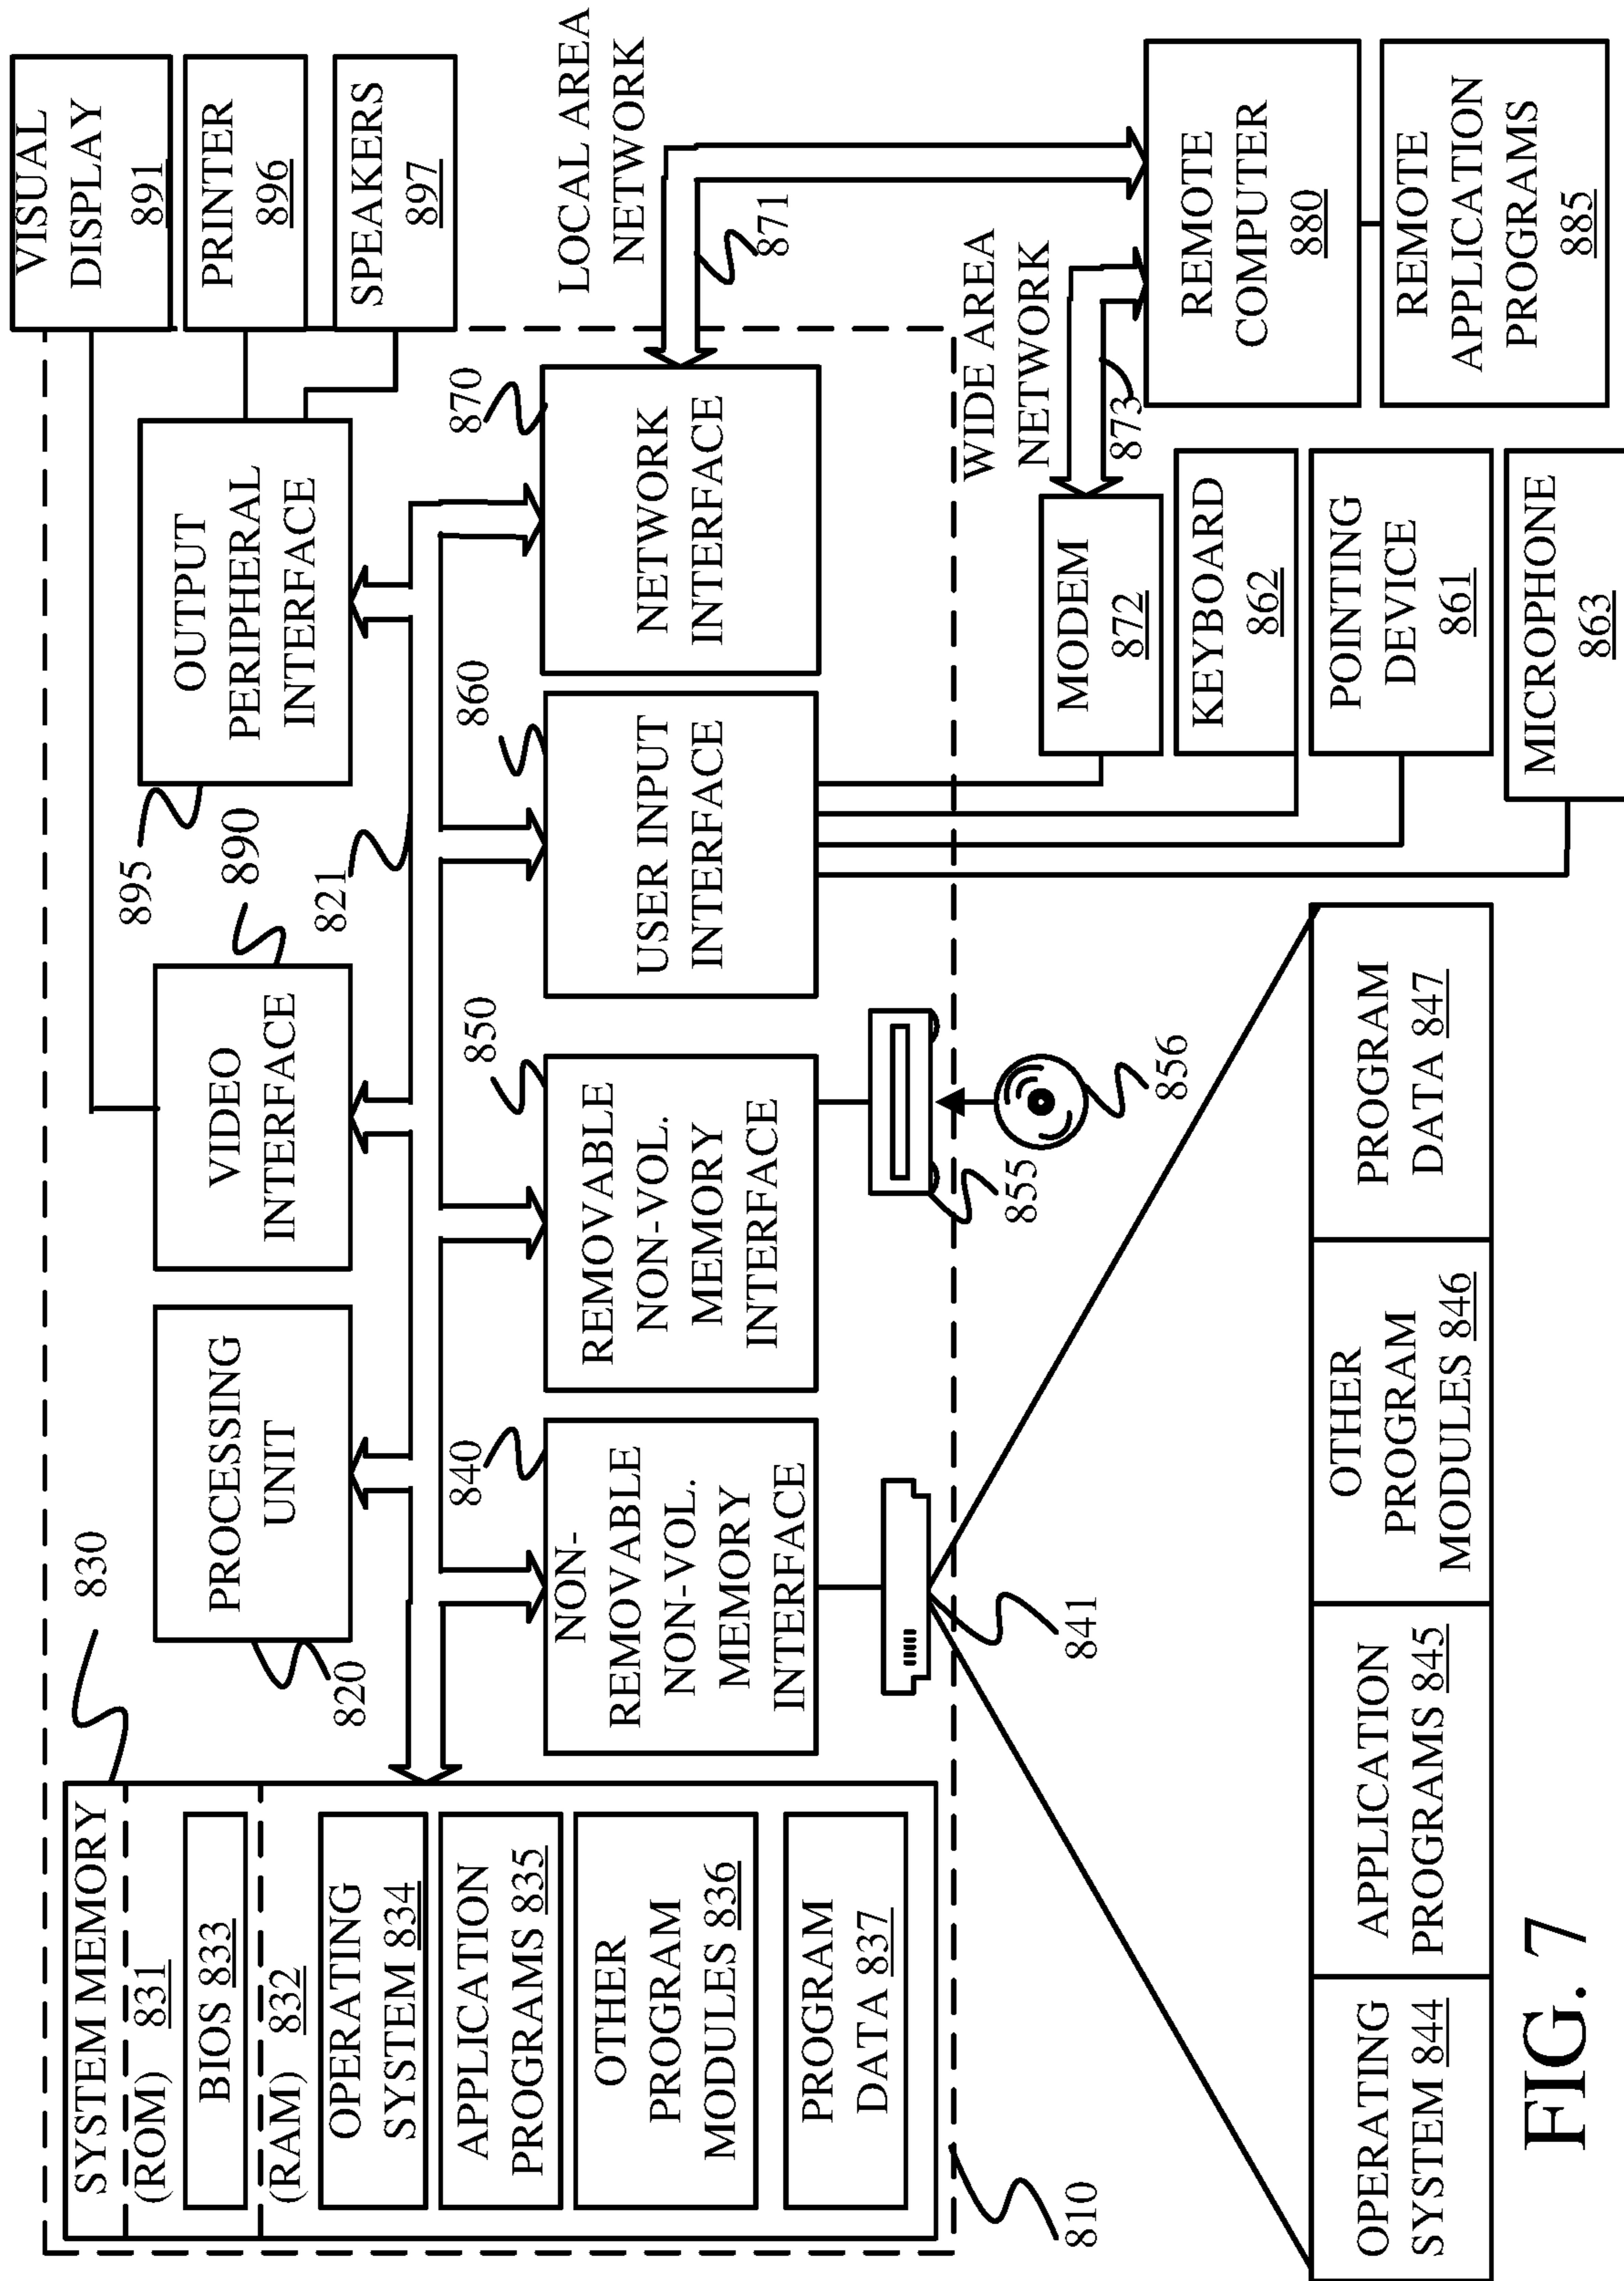 SYSTEM MEMORY
(ROM) 831
BIOS 833
(RAM) 832
OPERATING
SYSTEM 834
APPLICATION
PROGRAMS 835
OTHER
PROGRAM
MODULES 836
PROGRAM
DATA 837
810
830
PROCESSING
UNIT
820
VIDEO
INTERFACE
890
OUTPUT
PERIPHERAL
INTERFACE
895
821
VISUAL
DISPLAY
891
PRINTER
896
SPEAKERS
897
NON-
REMOVABLE
NON-VOL.
MEMORY
INTERFACE
840
REMOVABLE
NON-VOL.
MEMORY
INTERFACE
850
USER INPUT
INTERFACE
860
NETWORK
INTERFACE
870
LOCAL AREA
NETWORK
871
841
855
856
WIDE AREA
NETWORK
873
MODEM
872
KEYBOARD
862
POINTING
DEVICE
861
MICROPHONE
863
REMOTE
COMPUTER
880
REMOTE
APPLICATION
PROGRAMS
885
OPERATING
SYSTEM 844
APPLICATION
PROGRAMS 845
OTHER
PROGRAM
MODULES 846
PROGRAM
DATA 847
FIG. 7